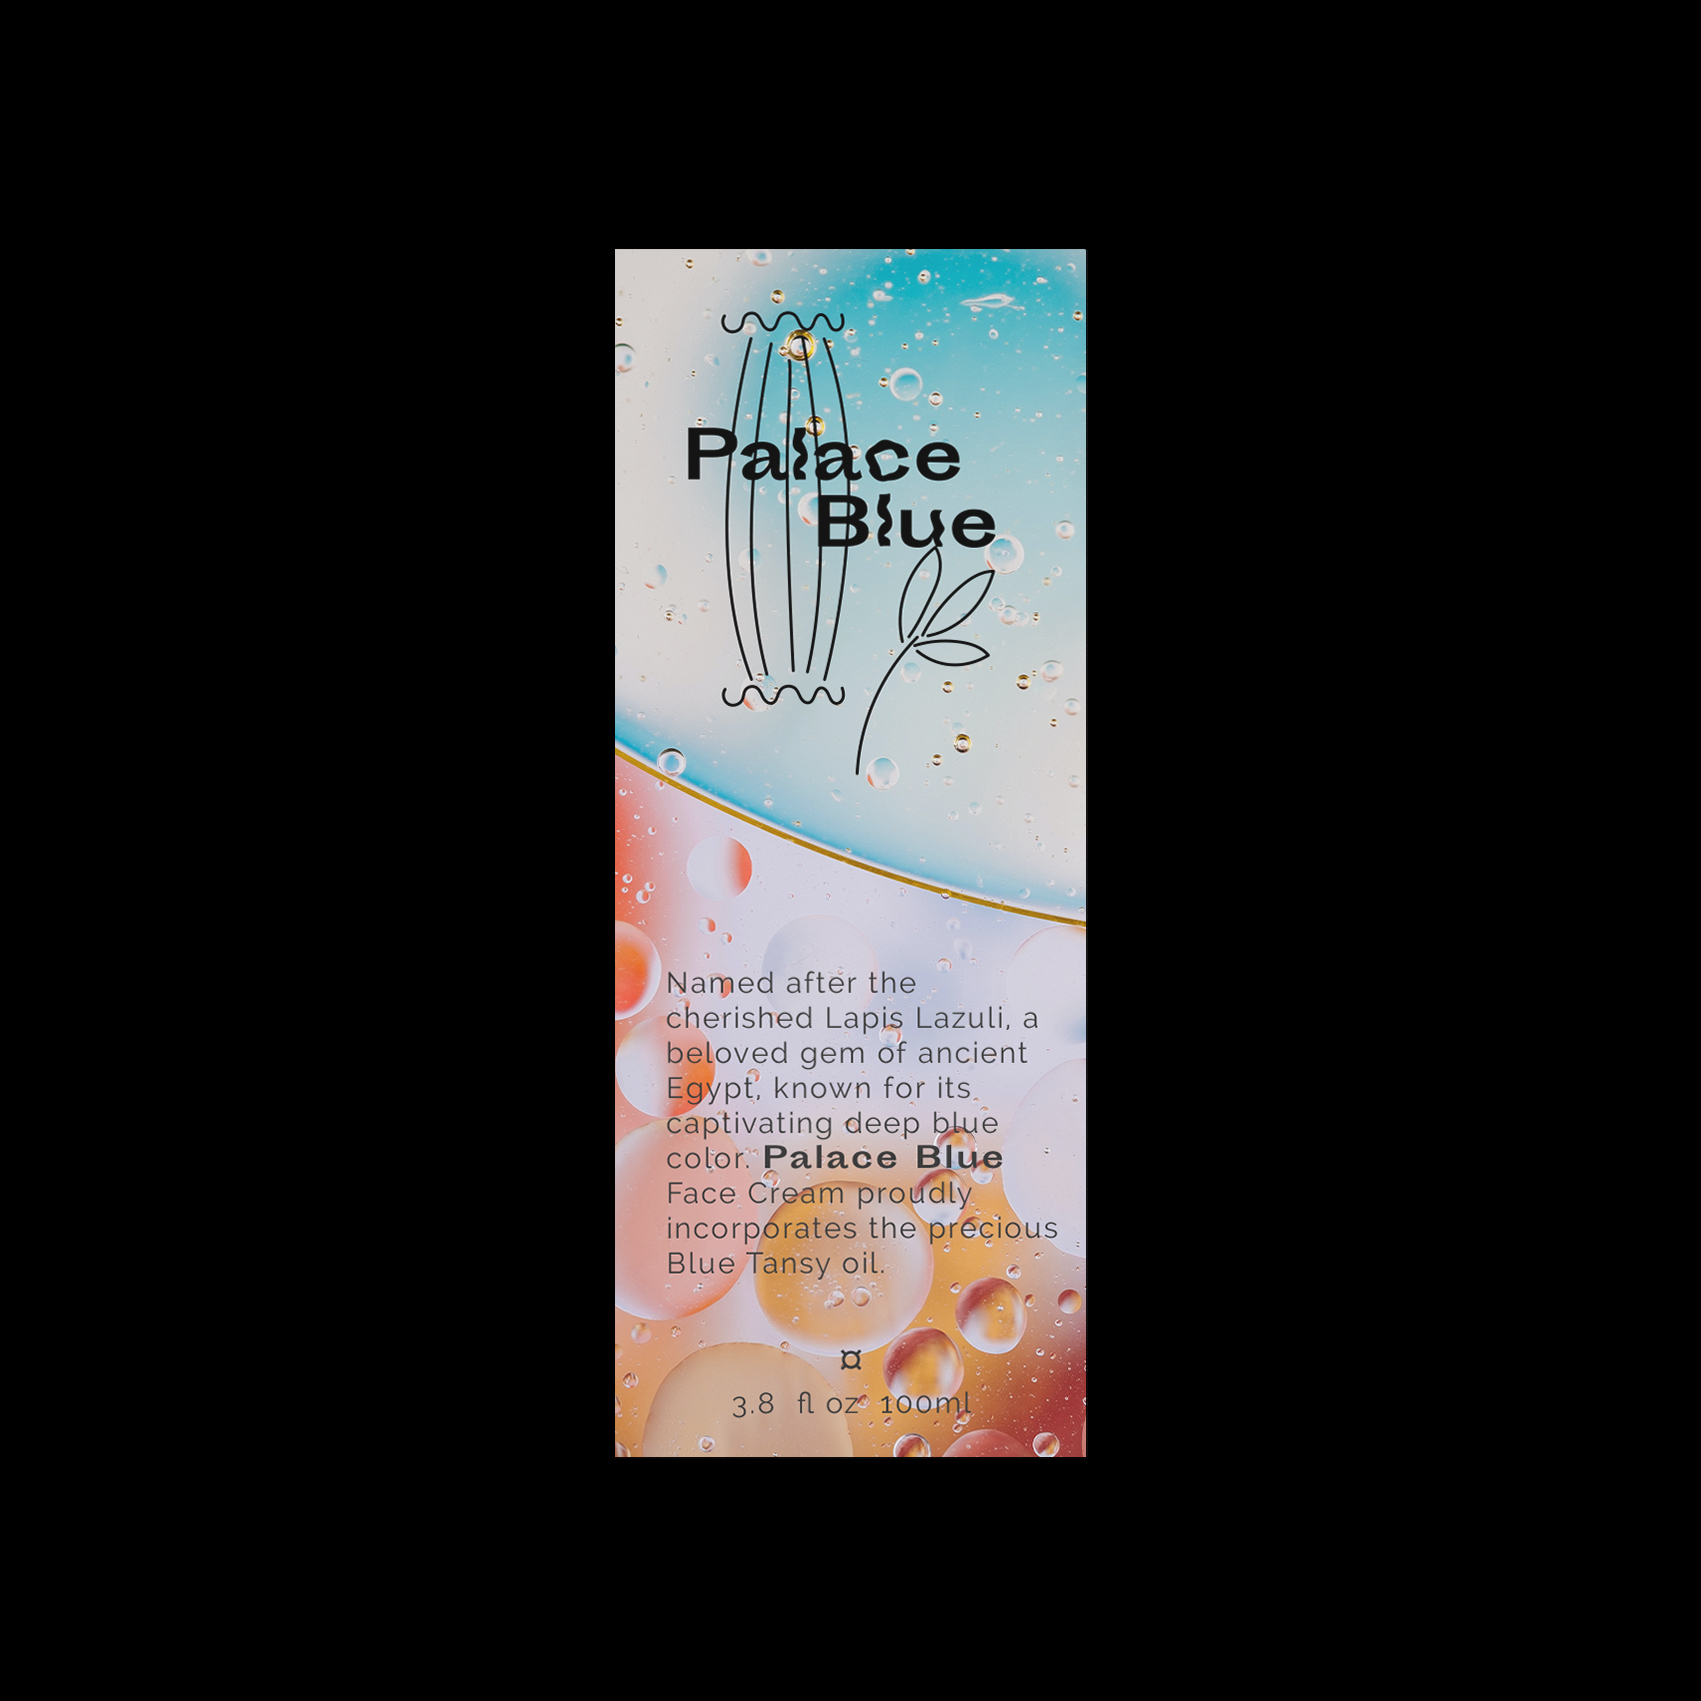 Palace
Blue
Named after the
cherished Lapis Lazuli, a
beloved gem of ancient
Egypt, known for its
captivating deep blue
color. Palace Blue
Face Cream proudly
incorporates the precious
Blue Tansy oil.
¤
3.8 fl oz 100ml